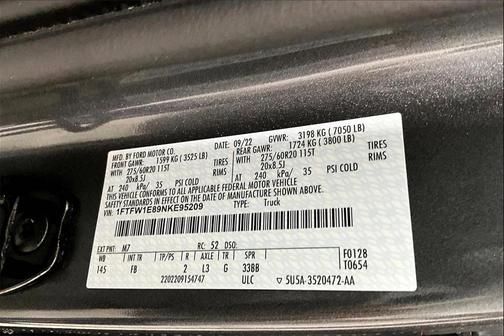 MFD. BY FORD MOTOR CO.
09/22 GVWR: 3198 KG (7050 LB)
FRONT GAWR: 1599 KG (3525 LB) REAR GAWR: 1724 KG (3800 LB)
WITH 275/60R20 115T TIRES WITH 275/60R20 115T TIRES
20x8.5J RIMS 20x8.5J RIMS
AT 240 kPa/ 35 PSI COLD AT 240 kPa/ 35 PSI COLD
THIS VEHICLE CONFORMS TO ALL APPLICABLE FEDERAL MOTOR VEHICLE
SAFETY STANDARDS IN EFFECT ON THE DATE OF MANUFACTURE SHOWN ABOVE.
VIN: 1FTFW1E89NKE95209 TYPE: Truck
EXT PNT: M7 RC: 52 DSO: F0128
WB INT TR TP/PS R AXLE TR SPR T0654
145 FB 2 L3 G 33BB
2202209154747 ULC 5U5A-3520472-AA